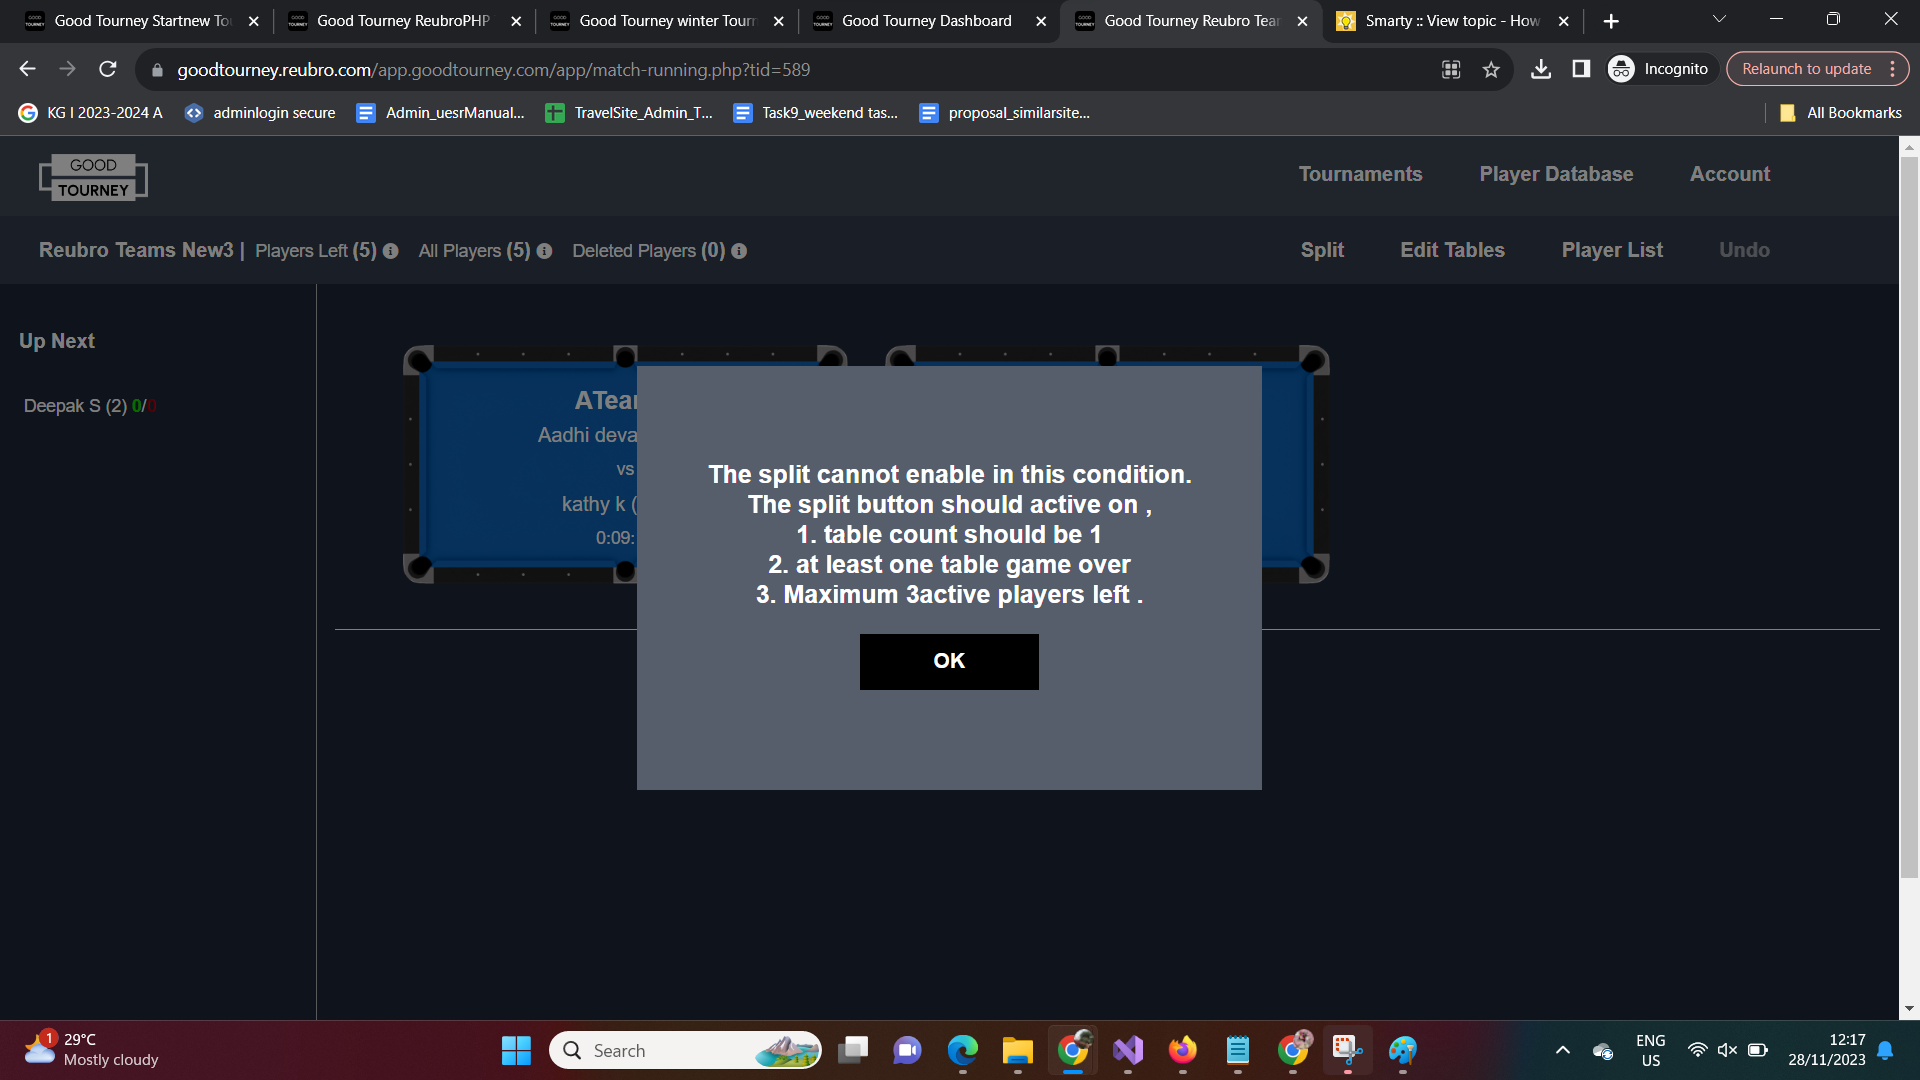 Good Tourney Startnew To
Good Tourney ReubroPHP
Good Tourney winter Tourn
Good Tourney Dashboard
Good Tourney Reubro Tea
Smarty :: View topic - How
goodtourney.reubro.com/app.goodtourney.com/app/match-running.php?tid=589
Incognito
Relaunch to update
KG I 2023-2024 A
adminlogin secure
Admin_uesrManual...
TravelSite_Admin_T...
Task9_weekend tas...
proposal_similarsite...
All Bookmarks
GOOD
TOURNEY
Tournaments
Player Database
Account
Reubro Teams New3 | Players Left (5) All Players (5) Deleted Players (0)
Split
Edit Tables
Player List
Undo
Up Next
Deepak S (2) 0/0
ATea
Aadhi deva
vs
kathy k (
0:09:
The split cannot enable in this condition.
The split button should active on ,
1. table count should be 1
2. at least one table game over
3. Maximum 3active players left .
OK
1
29°C
Mostly cloudy
Search
ENG
US
12:17
28/11/2023